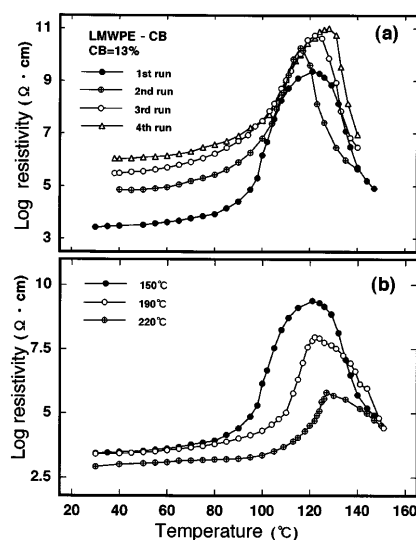 LMWPE - CB
CB=13%
(a)
1st run
2nd run
3rd run
4th run
Log resistivity (Ω · cm)
11
9
7
5
3
(b)
150℃
190℃
220℃
Log resistivity (Ω · cm)
10
7.5
5
2.5
20 40 60 80 100 120 140 160
Temperature (℃)